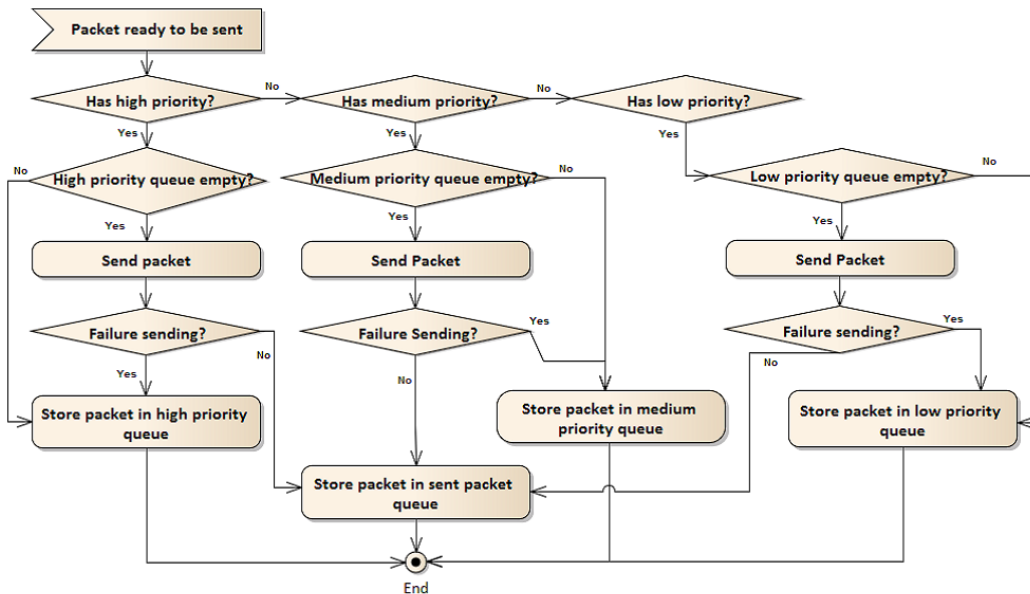 Packet ready to be sent
Has high priority?
No
Has medium priority?
No
Has low priority?
Yes
Yes
Yes
No
High priority queue empty?
Medium priority queue empty?
No
Low priority queue empty?
No
Yes
Yes
Yes
Send packet
Send Packet
Send Packet
Failure sending?
No
Failure Sending?
Yes
Failure sending?
Yes
No
Yes
No
Store packet in high priority
queue
Store packet in medium
priority queue
Store packet in low priority
queue
Store packet in sent packet
queue
End